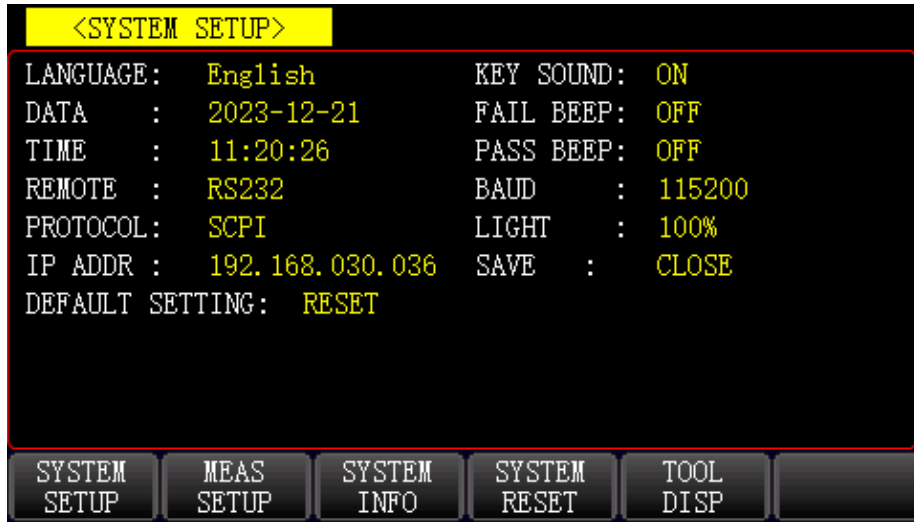 <SYSTEM SETUP>
LANGUAGE: English KEY SOUND: ON
DATA : 2023-12-21 FAIL BEEP: OFF
TIME : 11:20:26 PASS BEEP: OFF
REMOTE : RS232 BAUD : 115200
PROTOCOL: SCPI LIGHT : 100%
IP ADDR : 192.168.030.036 SAVE : CLOSE
DEFAULT SETTING: RESET
SYSTEM MEAS SYSTEM SYSTEM TOOL
SETUP SETUP INFO RESET DISP